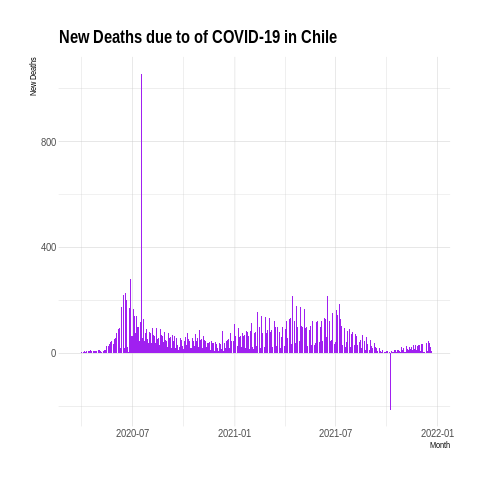 New Deaths due to of COVID-19 in Chile
New Deaths
800
400
0
2020-07 2021-01 2021-07 2022-01
Month